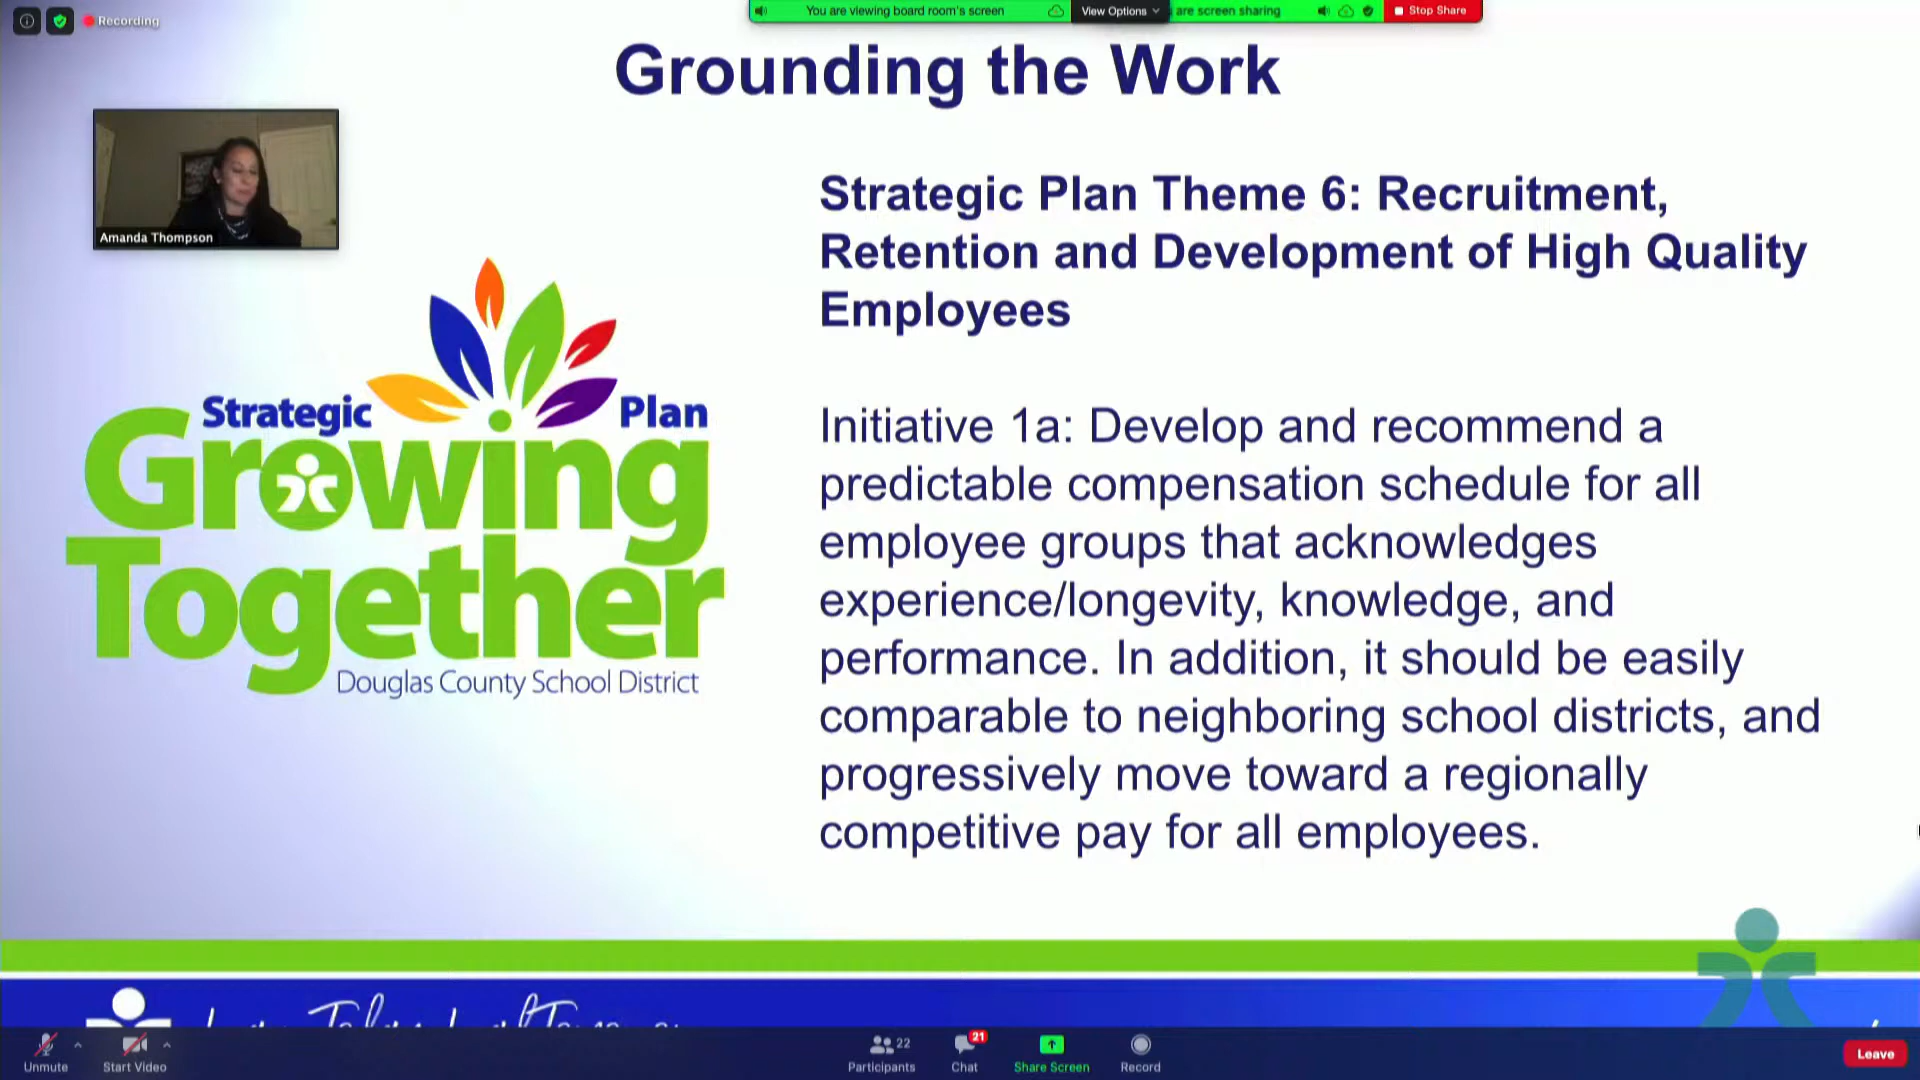 Recording
You are viewing board room's screen
View Options
are screen sharing
Stop Share
Grounding the Work
Amanda Thompson
Strategic Plan Theme 6: Recruitment,
Retention and Development of High Quality
Employees
Strategic Plan
Growing
Together
Douglas County School District
Initiative 1a: Develop and recommend a
predictable compensation schedule for all
employee groups that acknowledges
experience/longevity, knowledge, and
performance. In addition, it should be easily
comparable to neighboring school districts, and
progressively move toward a regionally
competitive pay for all employees.
Unmute
Start Video
22
Participants
21
Chat
Share Screen
Record
Leave